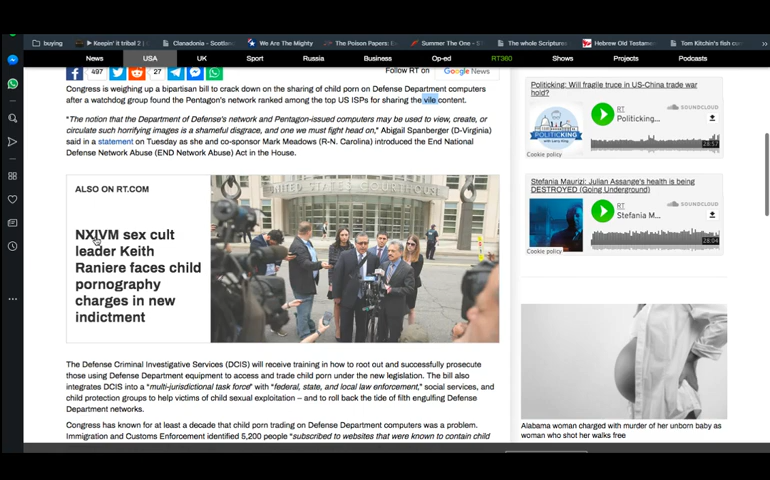 buying
Keepin' it tribal 2
Clanadonia - Scotlan
We Are The Mighty
The Poison Papers: E
Summer The One - ST
The whole Scripture
Hebrew Old Testamer
Tom Kitchin's fish cur
»
News USA UK Sport Russia Business Op-ed RT360 Shows Projects Podcasts
497
27
Follow RT on
Google News
Congress is weighing up a bipartisan bill to crack down on the sharing of child porn on Defense Department computers
after a watchdog group found the Pentagon's network ranked among the top US ISPs for sharing the vile content.
"The notion that the Department of Defense's network and Pentagon-issued computers may be used to view, create, or
circulate such horrifying images is a shameful disgrace, and one we must fight head on," Abigail Spanberger (D-Virginia)
said in a statement on Tuesday as she and co-sponsor Mark Meadows (R-N. Carolina) introduced the End National
Defense Network Abuse (END Network Abuse) Act in the House.
ALSO ON RT.COM
NXIVM sex cult
leader Keith
Raniere faces child
pornography
charges in new
indictment
UNITED STATES COURTHOUSE
The Defense Criminal Investigative Services (DCIS) will receive training in how to root out and successfully prosecute
those using Defense Department equipment to access and trade child porn under the new legislation. The bill also
integrates DCIS into a "multi-jurisdictional task force" with "federal, state, and local law enforcement," social services, and
child protection groups to help victims of child sexual exploitation – and to roll back the tide of filth engulfing Defense
Department networks.
Congress has known for at least a decade that child porn trading on Defense Department computers was a problem.
Immigration and Customs Enforcement identified 5,200 people "subscribed to websites that were known to contain child
Politicking: Will fragile truce in US-China trade war
hold?
POLITICKING
RT
Politicking...
SOUNDCLOUD
28:57
Cookie policy
Stefania Maurizi: Julian Assange's health is being
DESTROYED (Going Underground)
RT
Stefania M...
SOUNDCLOUD
28:04
Cookie policy
Alabama woman charged with murder of her unborn baby as
woman who shot her walks free